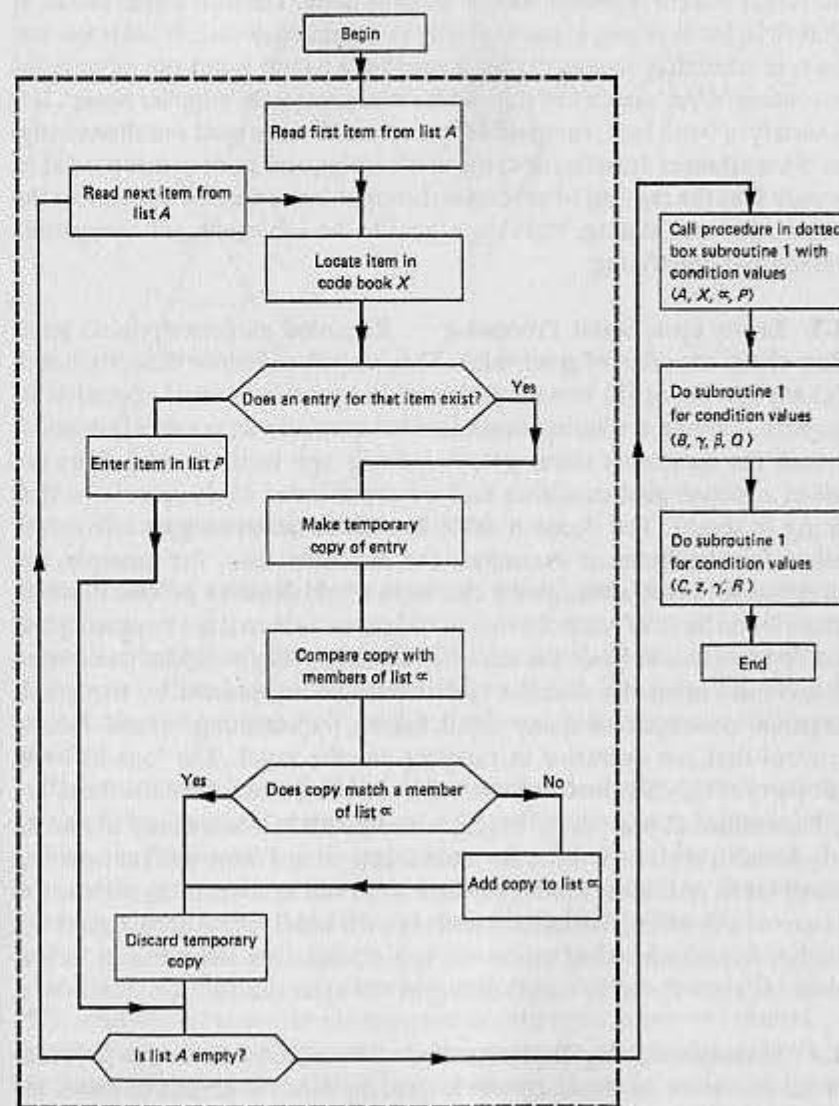 Begin
Read first item from list A
Read next item from
list A
Locate item in
code book X
Does an entry for that item exist?
Yes
Enter item in list P
Make temporary
copy of entry
Compare copy with
members of list ∝
Yes
Does copy match a member
of list ∝
No
Add copy to list ∝
Discard temporary
copy
Is list A empty?
Call procedure in dotted
box subroutine 1 with
condition values
(A, X, ∝, P)
Do subroutine 1
for condition values
Do subroutine 1
for condition values
End